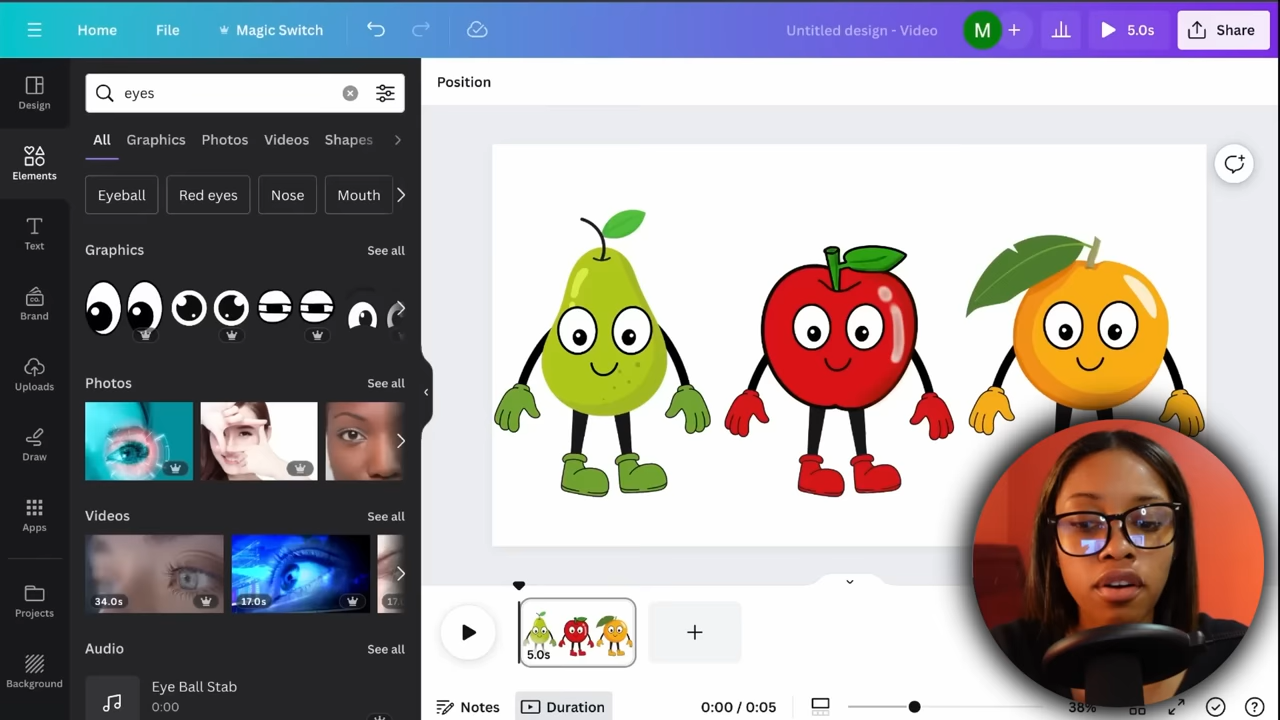 Home
File
Magic Switch
Untitled design - Video
M
5.0s
Share
Design
Elements
Text
Brand
Uploads
Draw
Apps
Projects
Background
eyes
All
Graphics
Photos
Videos
Shapes
Eyeball
Red eyes
Nose
Mouth
Graphics
See all
Photos
See all
Videos
See all
34.0s
17.0s
17.
Audio
See all
Eye Ball Stab
0:00
Position
5.0s
Notes
Duration
0:00 / 0:05
38%